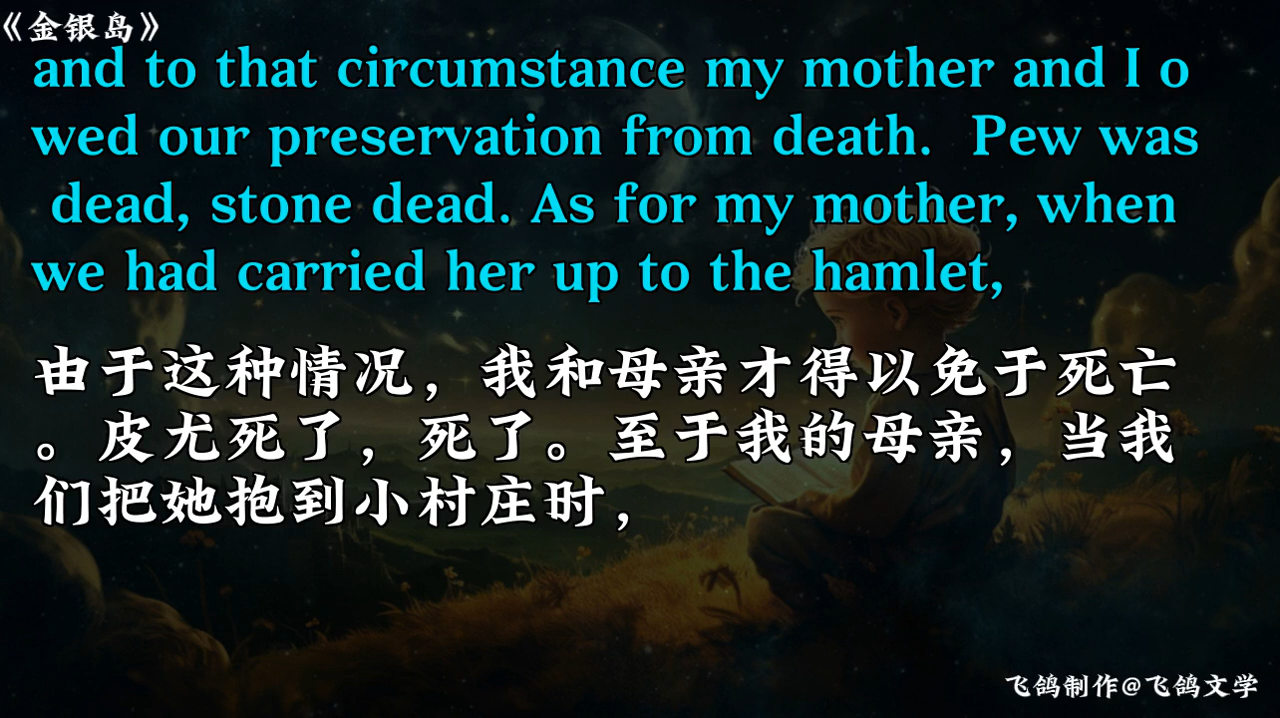 《金银岛》
and to that circumstance my mother and I o
wed our preservation from death.  Pew was
dead, stone dead. As for my mother, when
we had carried her up to the hamlet,
由于这种情况，我和母亲才得以免于死亡
。皮尤死了，死了。至于我的母亲，当我
们把她抱到小村庄时，
飞鸽制作@飞鸽文学